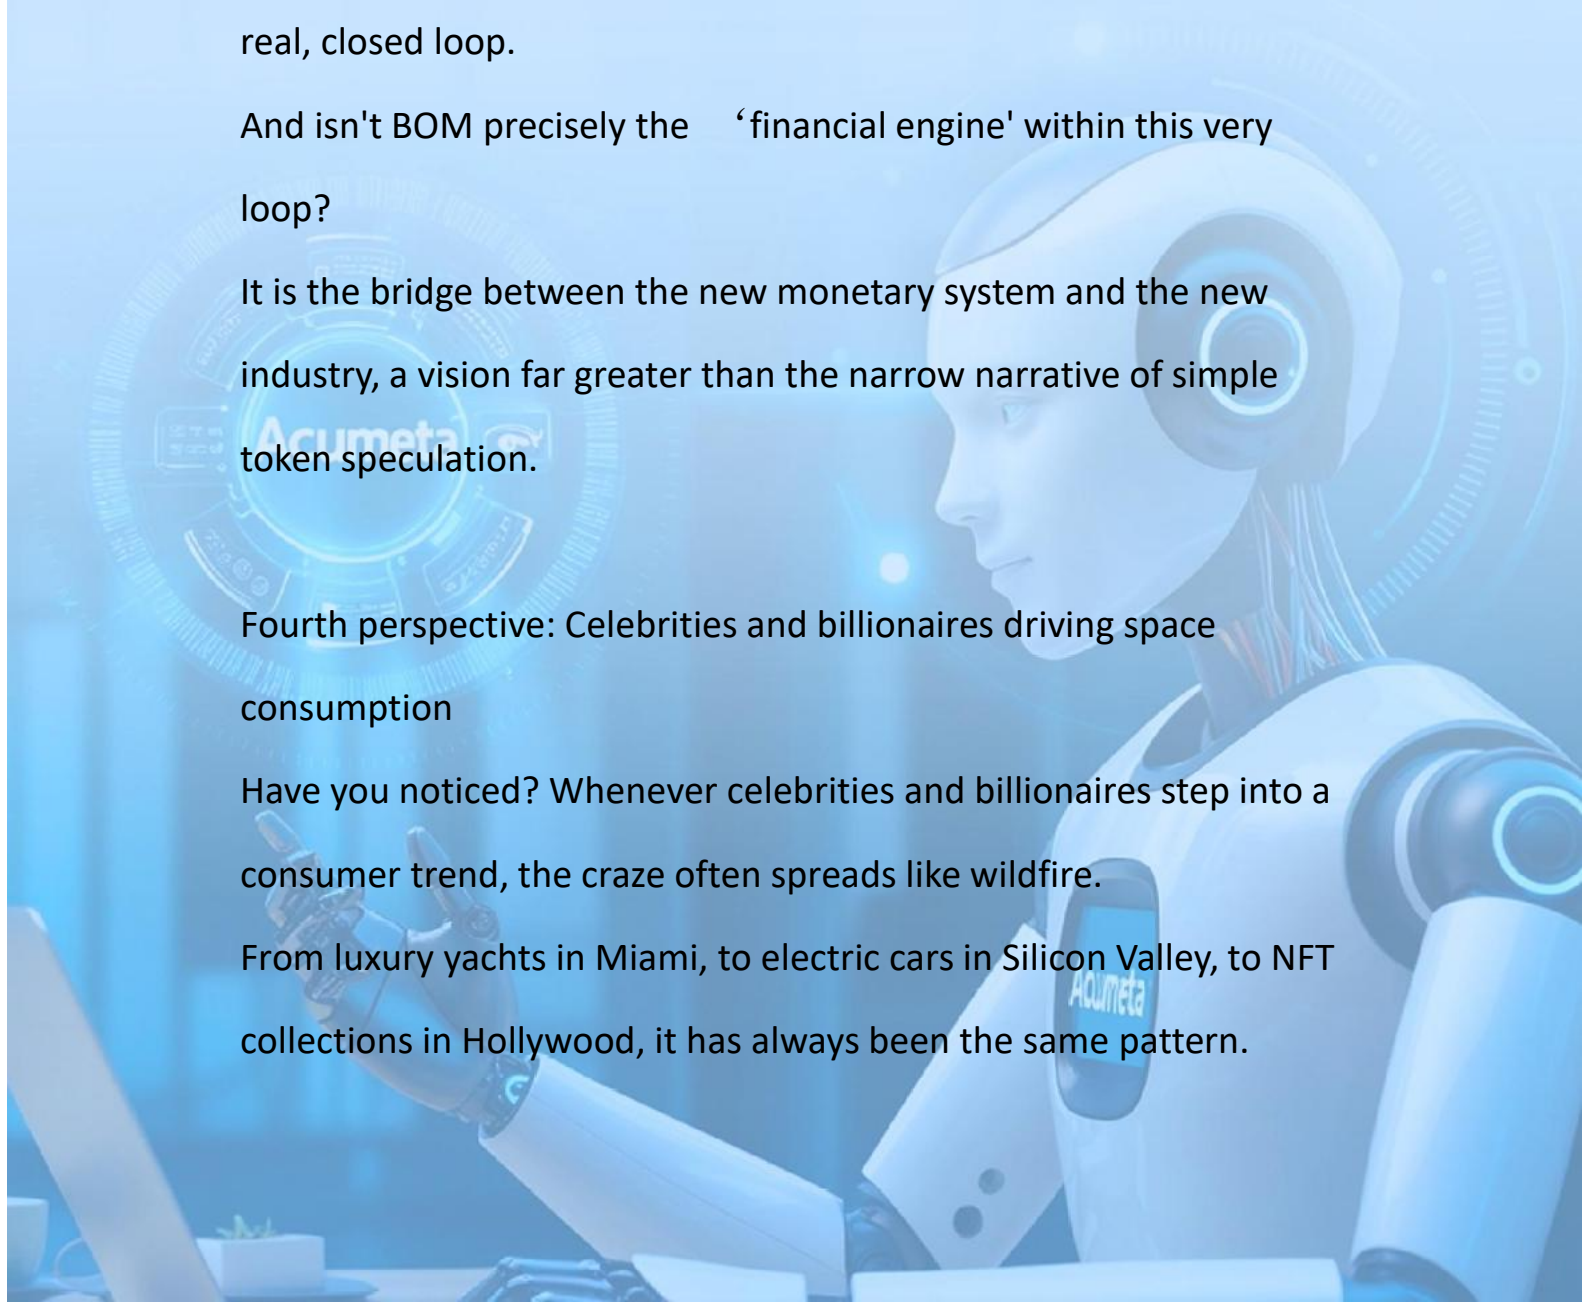 real, closed loop.
And isn't BOM precisely the ‘financial engine' within this very
loop?
It is the bridge between the new monetary system and the new
industry, a vision far greater than the narrow narrative of simple
Acumeta
token speculation.
Fourth perspective: Celebrities and billionaires driving space
consumption
Have you noticed? Whenever celebrities and billionaires step into a
consumer trend, the craze often spreads like wildfire.
From luxury yachts in Miami, to electric cars in Silicon Valley, to NFT
Acumeta
collections in Hollywood, it has always been the same pattern.